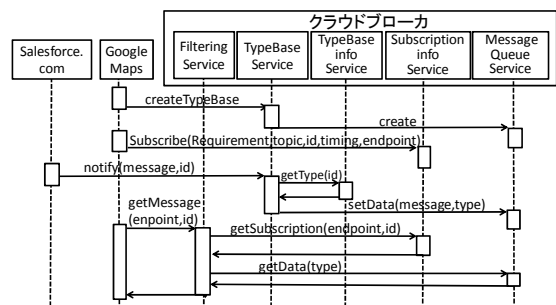 クラウドブローカ
Salesforce.
com
Google
Maps
Filtering
Service
TypeBase
Service
TypeBase
info
Service
Subscription
info
Service
Message
Queue
Service
createTypeBase
create
Subscribe(Requirement,topic,id,timing,endpoint)
notify(message,id)
getType(id)
setData(message,type)
getMessage
(enpoint,id)
getSubscription(endpoint,id)
getData(type)